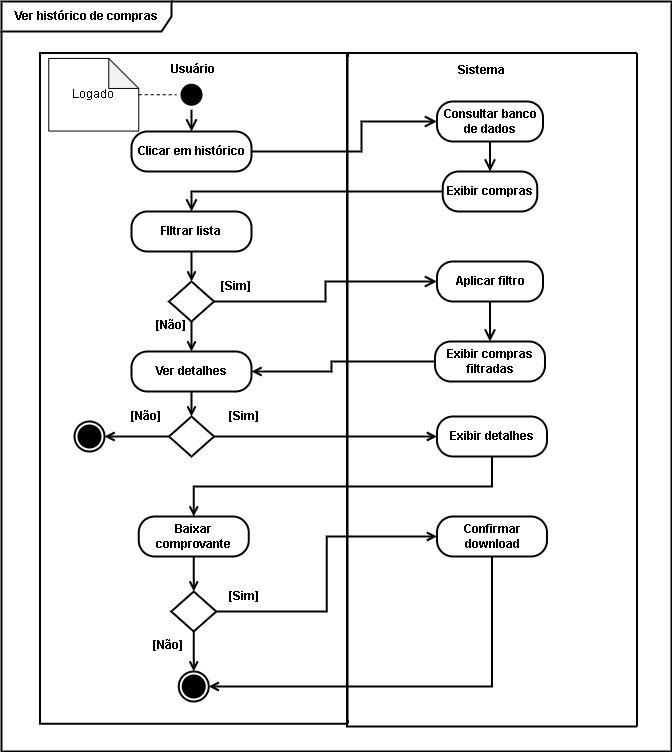 Ver histórico de compras
Usuário
Sistema
Logado
Consultar banco
de dados
Clicar em histórico
Exibir compras
FIltrar lista
[Sim]
Aplicar filtro
[Não]
Exibir compras
filtradas
Ver detalhes
[Não]
[Sim]
Exibir detalhes
Baixar
comprovante
Confirmar
download
[Sim]
[Não]